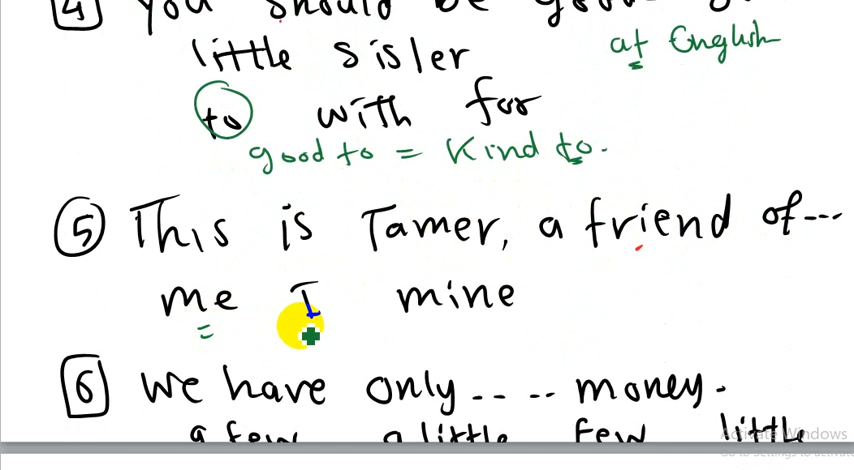 4 you should be good
little sister
at English
to with for
good to = kind to.
5 This is Tamer, a friend of...
me I mine
=
6 we have only.... money.
a few a little few little
Activate Windows